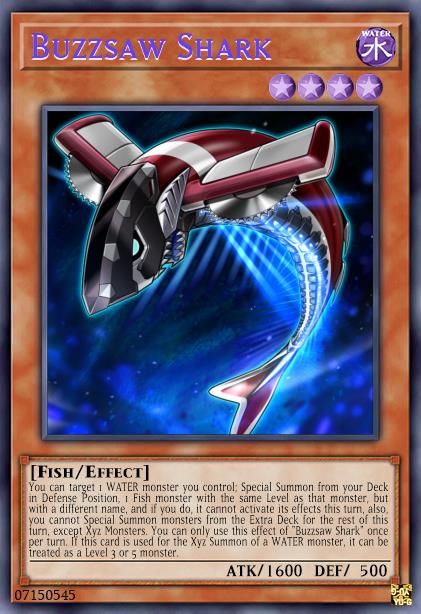 BUZZSAW SHARK
WATER
水
[FISH/EFFECT]
You can target 1 WATER monster you control; Special Summon from your Deck
in Defense Position, 1 Fish monster with the same Level as that monster, but
with a different name, and if you do, it cannot activate its effects this turn, also,
you cannot Special Summon monsters from the Extra Deck for the rest of this
turn, except Xyz Monsters. You can only use this effect of "Buzzsaw Shark" once
per turn. If this card is used for the Xyz Summon of a WATER monster, it can be
treated as a Level 3 or 5 monster.
ATK/1600 DEF/ 500
07150545